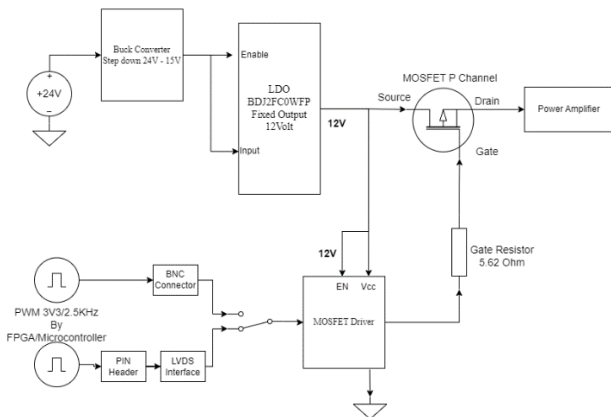 Buck Converter
Step down 24V - 15V
+24V
Enable
LDO
BDJ2FC0WFP
Fixed Output
12Volt
Input
12V
MOSFET P Channel
Source
Drain
Gate
Power Amplifier
Gate Resistor
5.62 Ohm
12V
EN
Vcc
MOSFET Driver
BNC
Connector
PWM 3V3/2.5KHz
By
FPGA/Microcontroller
PIN
Header
LVDS
Interface